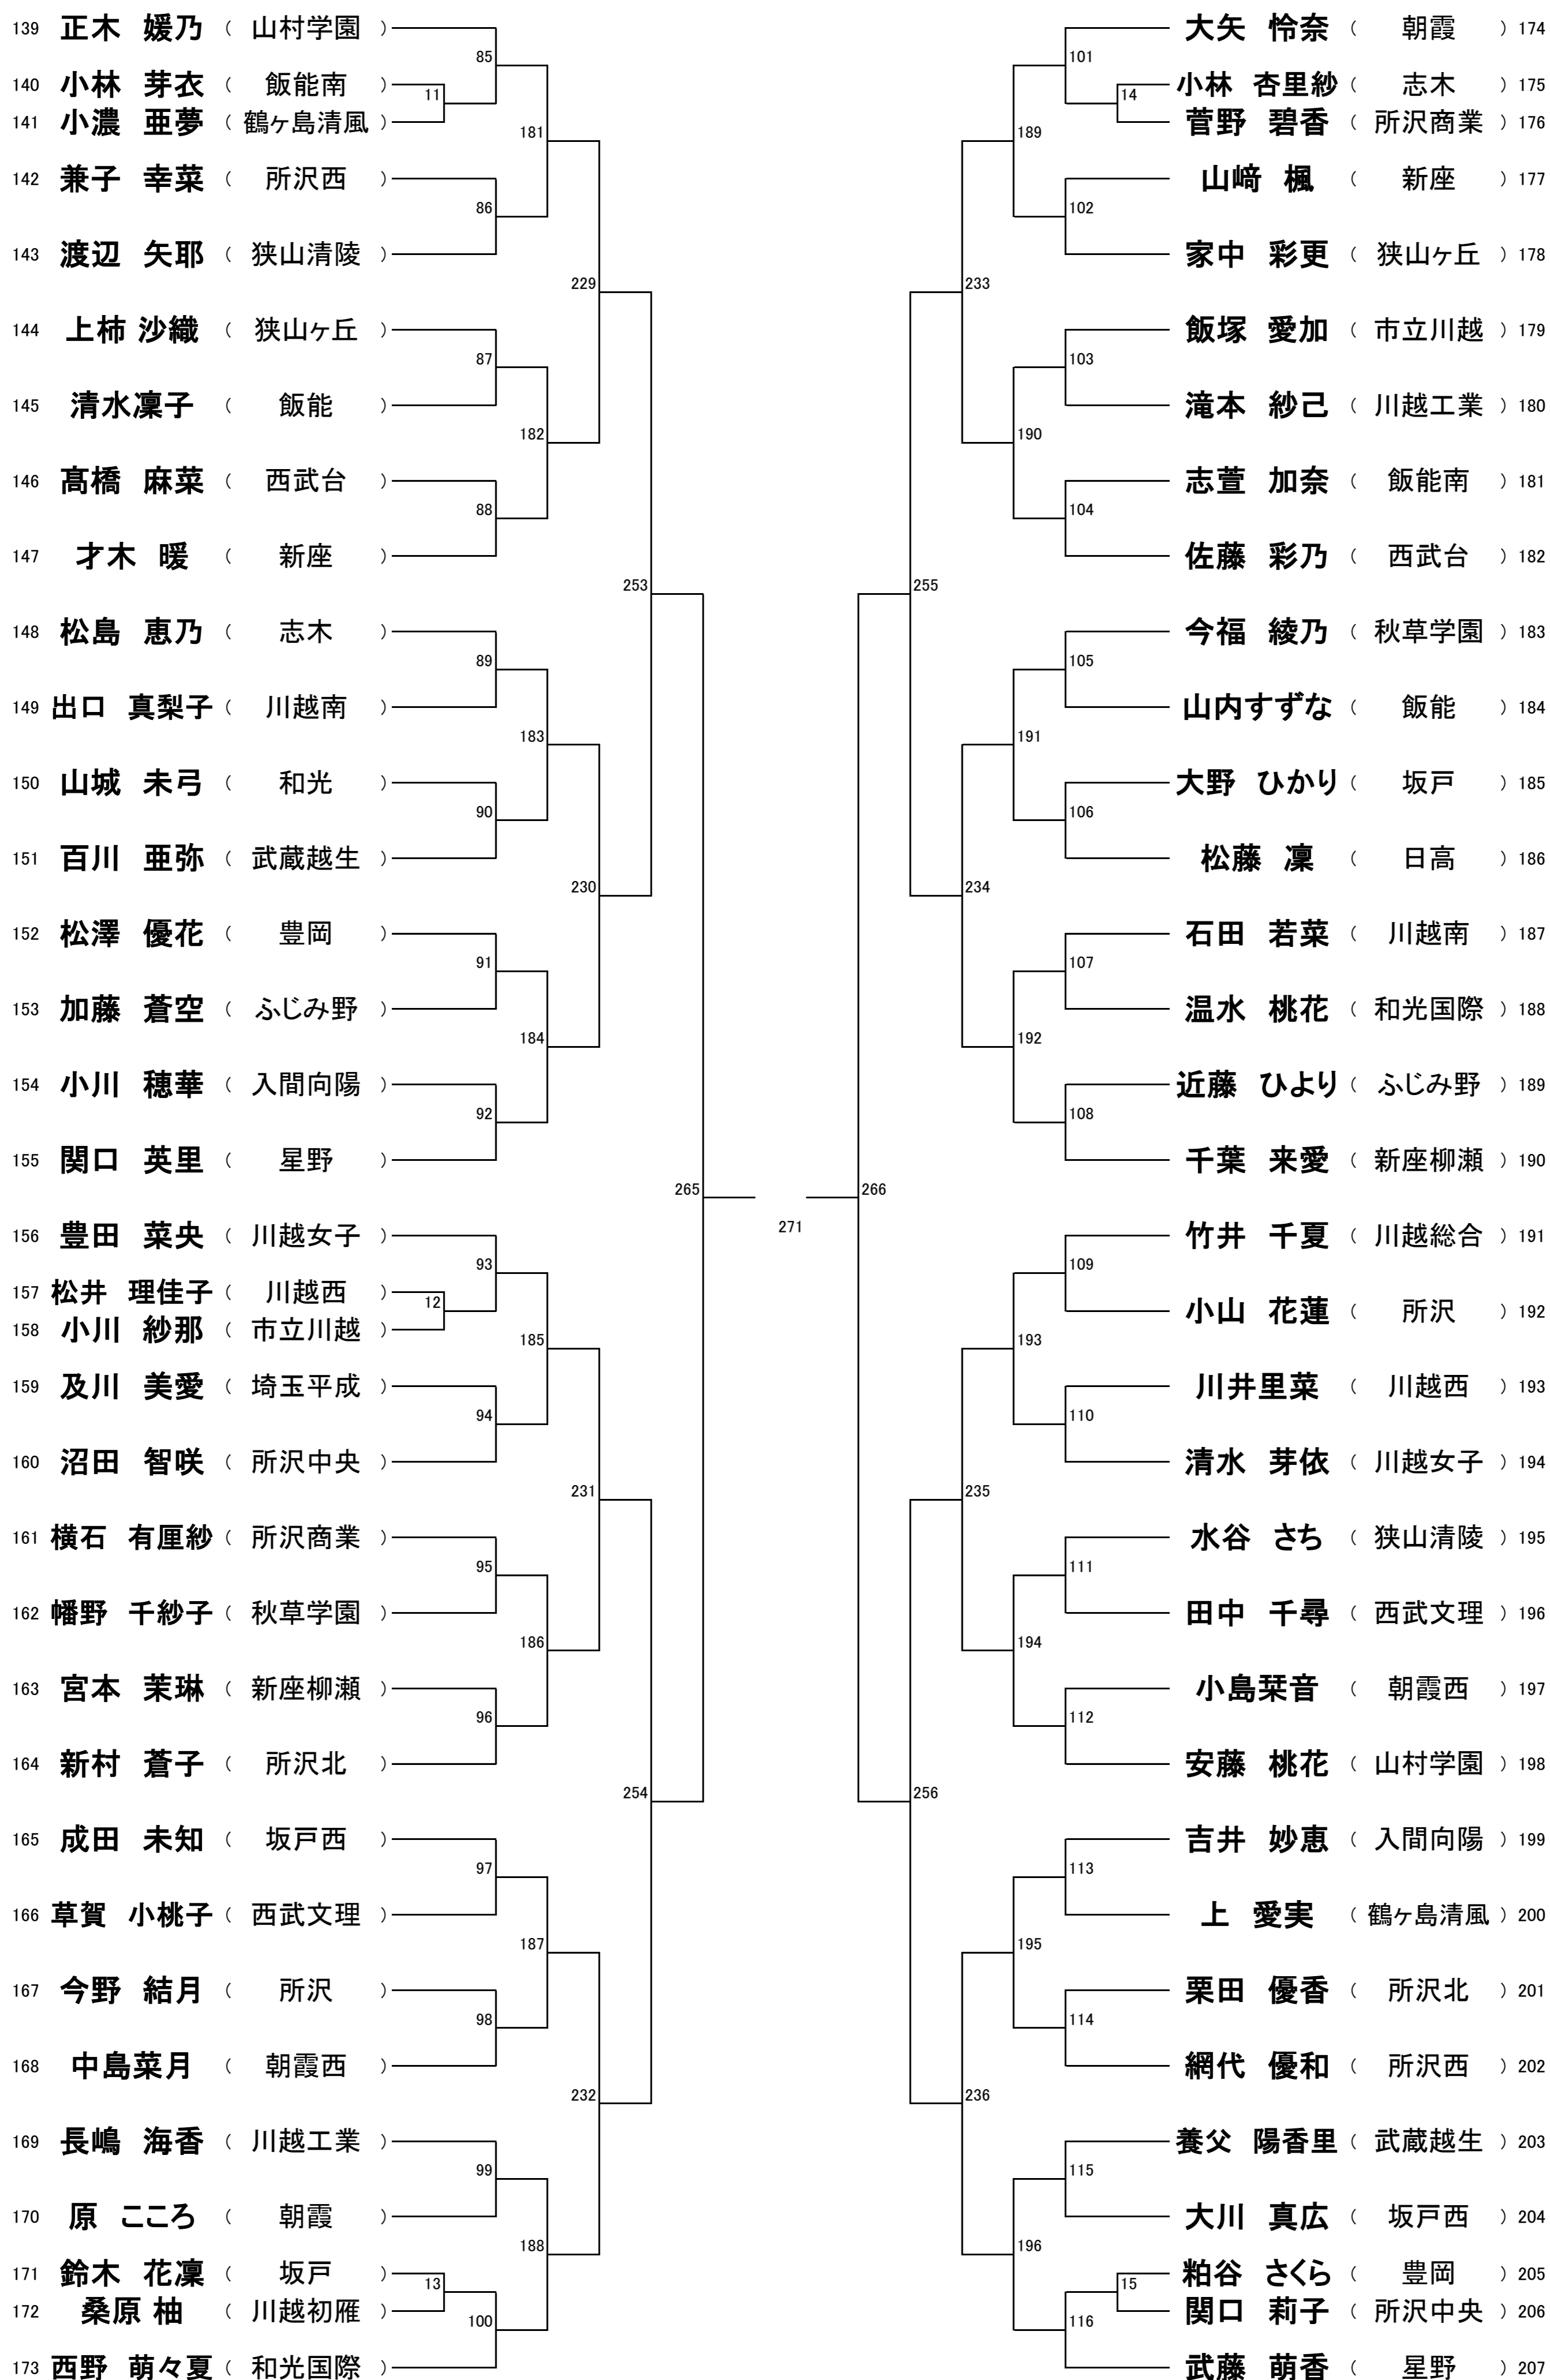 139 正木 媛乃 ( 山村学園 )
85
140 小林 芽衣 ( 飯能南 )
11
141 小濃 亜夢 ( 鶴ヶ島清風 )
181
142 兼子 幸菜 ( 所沢西 )
86
143 渡辺 矢耶 ( 狭山清陵 )
229
144 上柿 沙織 ( 狭山ヶ丘 )
87
145 清水凜子 ( 飯能 )
182
146 髙橋 麻菜 ( 西武台 )
88
147 才木 暖 ( 新座 )
253
148 松島 恵乃 ( 志木 )
89
149 出口 真梨子 ( 川越南 )
183
150 山城 未弓 ( 和光 )
90
151 百川 亜弥 ( 武蔵越生 )
230
152 松澤 優花 ( 豊岡 )
91
153 加藤 蒼空 ( ふじみ野 )
184
154 小川 穂華 ( 入間向陽 )
92
155 関口 英里 ( 星野 )
265
156 豊田 菜央 ( 川越女子 )
93
157 松井 理佳子 ( 川越西 )
12
158 小川 紗那 ( 市立川越 )
185
159 及川 美愛 ( 埼玉平成 )
94
160 沼田 智咲 ( 所沢中央 )
231
161 横石 有厘紗 ( 所沢商業 )
95
162 幡野 千紗子 ( 秋草学園 )
186
163 宮本 茉琳 ( 新座柳瀬 )
96
164 新村 蒼子 ( 所沢北 )
254
165 成田 未知 ( 坂戸西 )
97
166 草賀 小桃子 ( 西武文理 )
187
167 今野 結月 ( 所沢 )
98
168 中島菜月 ( 朝霞西 )
232
169 長嶋 海香 ( 川越工業 )
99
170 原 こころ ( 朝霞 )
188
171 鈴木 花凜 ( 坂戸 )
13
172 桑原 柚 ( 川越初雁 )
100
173 西野 萌々夏 ( 和光国際 )
271
大矢 怜奈 ( 朝霞 ) 174
101
小林 杏里紗 ( 志木 ) 175
14
菅野 碧香 ( 所沢商業 ) 176
189
山﨑 楓 ( 新座 ) 177
102
家中 彩更 ( 狭山ヶ丘 ) 178
233
飯塚 愛加 ( 市立川越 ) 179
103
滝本 紗己 ( 川越工業 ) 180
190
志萱 加奈 ( 飯能南 ) 181
104
佐藤 彩乃 ( 西武台 ) 182
255
今福 綾乃 ( 秋草学園 ) 183
105
山内すずな ( 飯能 ) 184
191
大野 ひかり ( 坂戸 ) 185
106
松藤 凜 ( 日高 ) 186
234
石田 若菜 ( 川越南 ) 187
107
温水 桃花 ( 和光国際 ) 188
192
近藤 ひより ( ふじみ野 ) 189
108
千葉 来愛 ( 新座柳瀬 ) 190
266
竹井 千夏 ( 川越総合 ) 191
109
小山 花蓮 ( 所沢 ) 192
193
川井里菜 ( 川越西 ) 193
110
清水 芽依 ( 川越女子 ) 194
235
水谷 さち ( 狭山清陵 ) 195
111
田中 千尋 ( 西武文理 ) 196
194
小島栞音 ( 朝霞西 ) 197
112
安藤 桃花 ( 山村学園 ) 198
256
吉井 妙恵 ( 入間向陽 ) 199
113
上 愛実 ( 鶴ヶ島清風 ) 200
195
栗田 優香 ( 所沢北 ) 201
114
網代 優和 ( 所沢西 ) 202
236
養父 陽香里 ( 武蔵越生 ) 203
115
大川 真広 ( 坂戸西 ) 204
196
粕谷 さくら ( 豊岡 ) 205
15
関口 莉子 ( 所沢中央 ) 206
116
武藤 萌香 ( 星野 ) 207